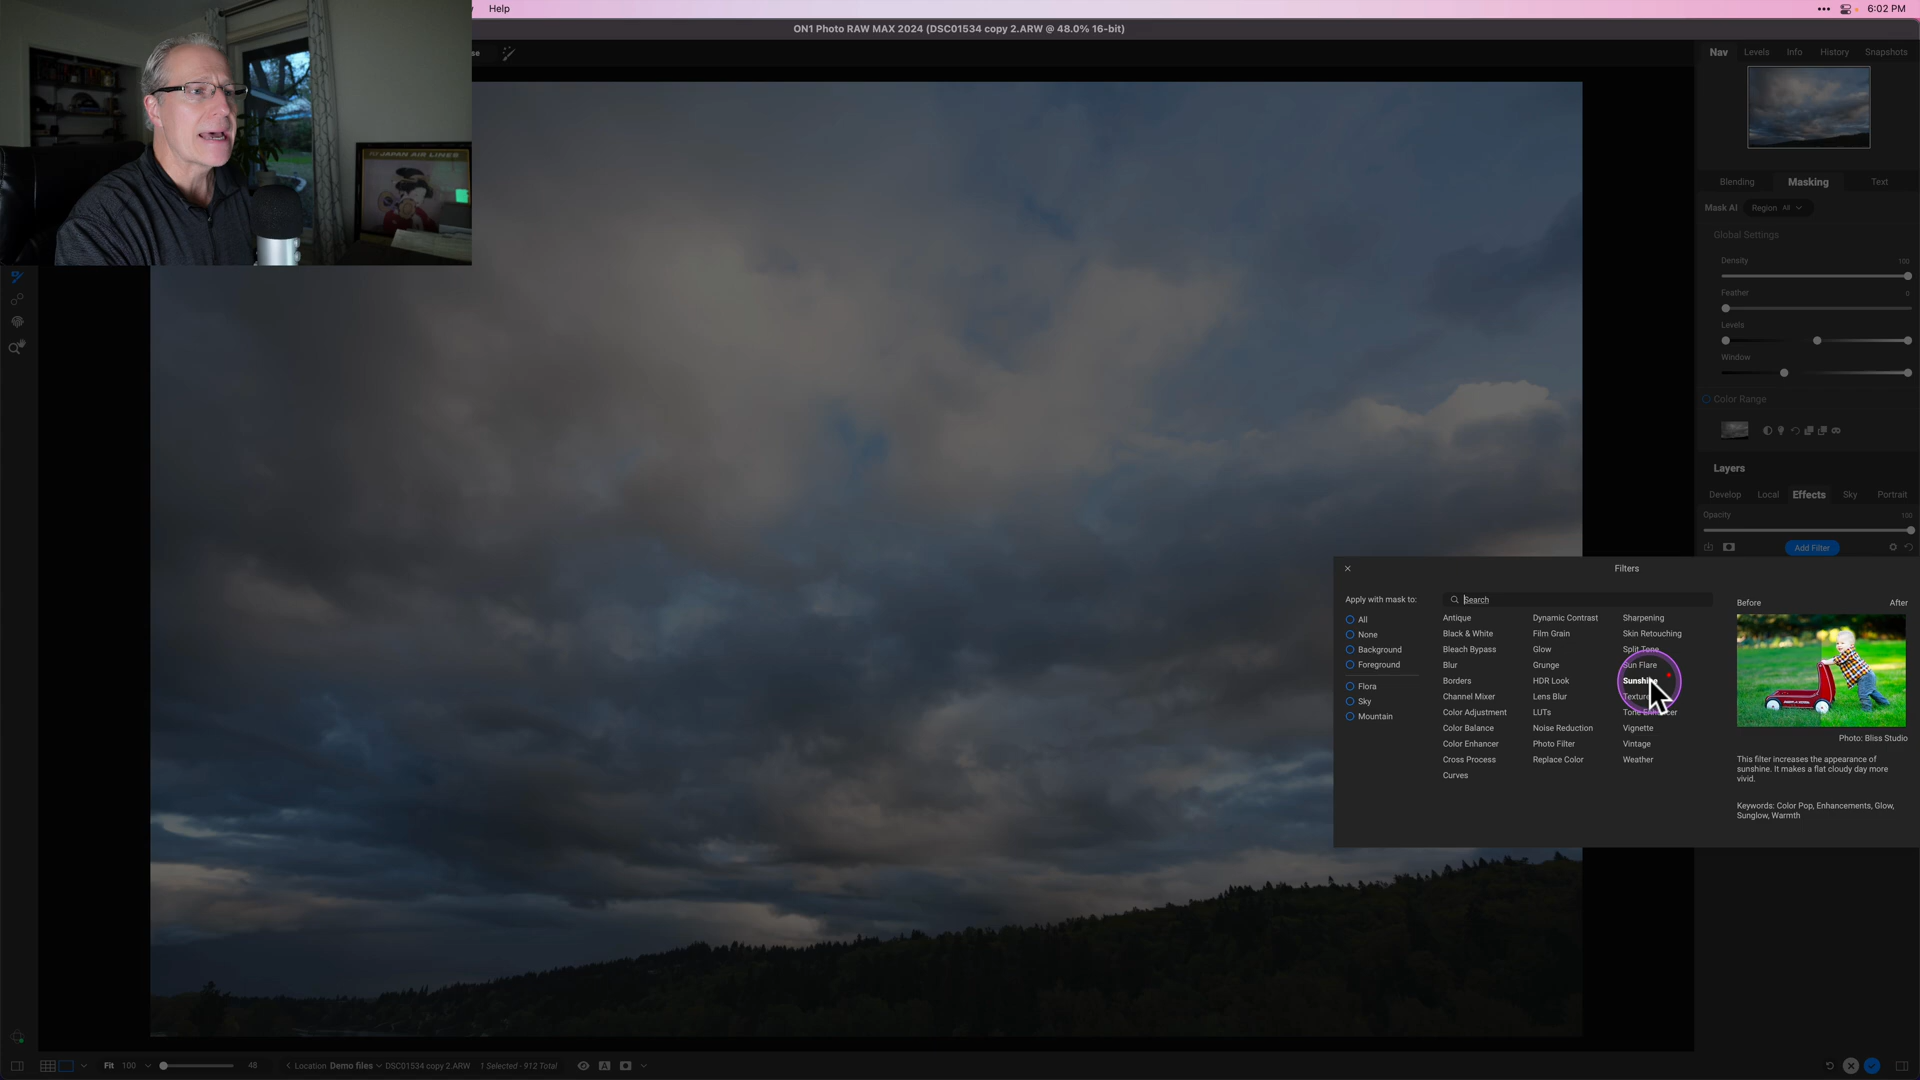 Help
6:02 PM
ON1 Photo RAW MAX 2024 (DSC01534 copy 2.ARW @ 48.0% 16-bit)
se
Nav Levels Info History Snapshots
JAPAN AIR LINES
Blending Masking Text
Mask AI Region All
Global Settings
Density 100
Feather 0
Levels
Window
Color Range
Layers
Develop Local Effects Sky Portrait
Opacity 100
Add Filter
Filters
Apply with mask to:
All
None
Background
Foreground
Flora
Sky
Mountain
Search
Antique
Black & White
Bleach Bypass
Blur
Borders
Channel Mixer
Color Adjustment
Color Balance
Color Enhancer
Cross Process
Curves
Dynamic Contrast
Film Grain
Glow
Grunge
HDR Look
Lens Blur
LUTs
Noise Reduction
Photo Filter
Replace Color
Sharpening
Skin Retouching
Split Tone
Sun Flare
Sunshine
Texture
Vignette
Vintage
Weather
Before After
Photo: Bliss Studio
This filter increases the appearance of
sunshine. It makes a flat cloudy day more
vivid.
Keywords: Color Pop, Enhancements, Glow,
Sunglow, Warmth
Fit 100 48 Location Demo files DSC01534 copy 2.ARW 1 Selected - 912 Total
A